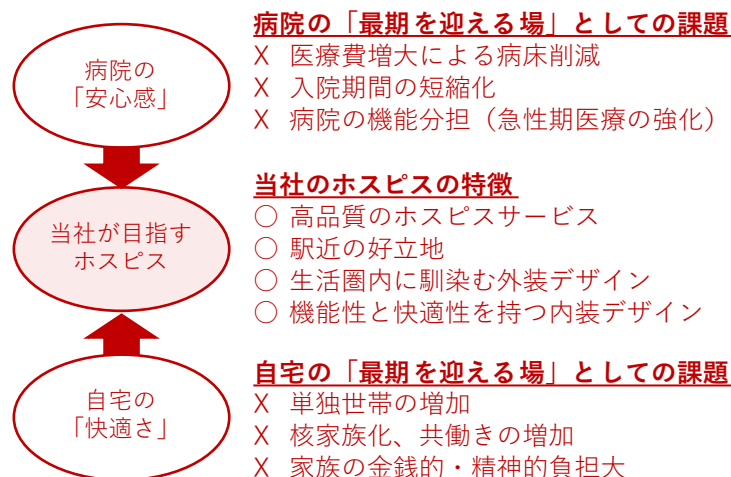 病院の「最期を迎える場」としての課題
X 医療費増大による病床削減
X 入院期間の短縮化
X 病院の機能分担（急性期医療の強化）
病院の
「安心感」
当社のホスピスの特徴
○ 高品質のホスピスサービス
○ 駅近の好立地
○ 生活圏内に馴染む外装デザイン
○ 機能性と快適性を持つ内装デザイン
当社が目指す
ホスピス
自宅の「最期を迎える場」としての課題
X 単独世帯の増加
X 核家族化、共働きの増加
X 家族の金銭的・精神的負担大
自宅の
「快適さ」